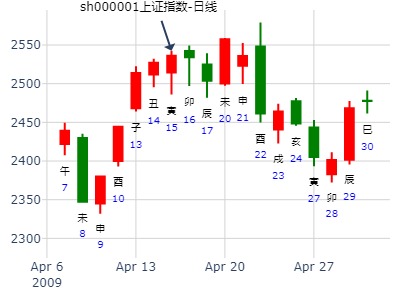 sh000001上证指数-日线
2550
2500
2450
2400
2350
2300
午
7
未
8
申
9
酉
10
子
13
丑
14
寅
15
卯
16
辰
17
未
20
申
21
酉
22
戌
23
亥
24
寅
27
卯
28
辰
29
巳
30
Apr 6
2009
Apr 13
Apr 20
Apr 27